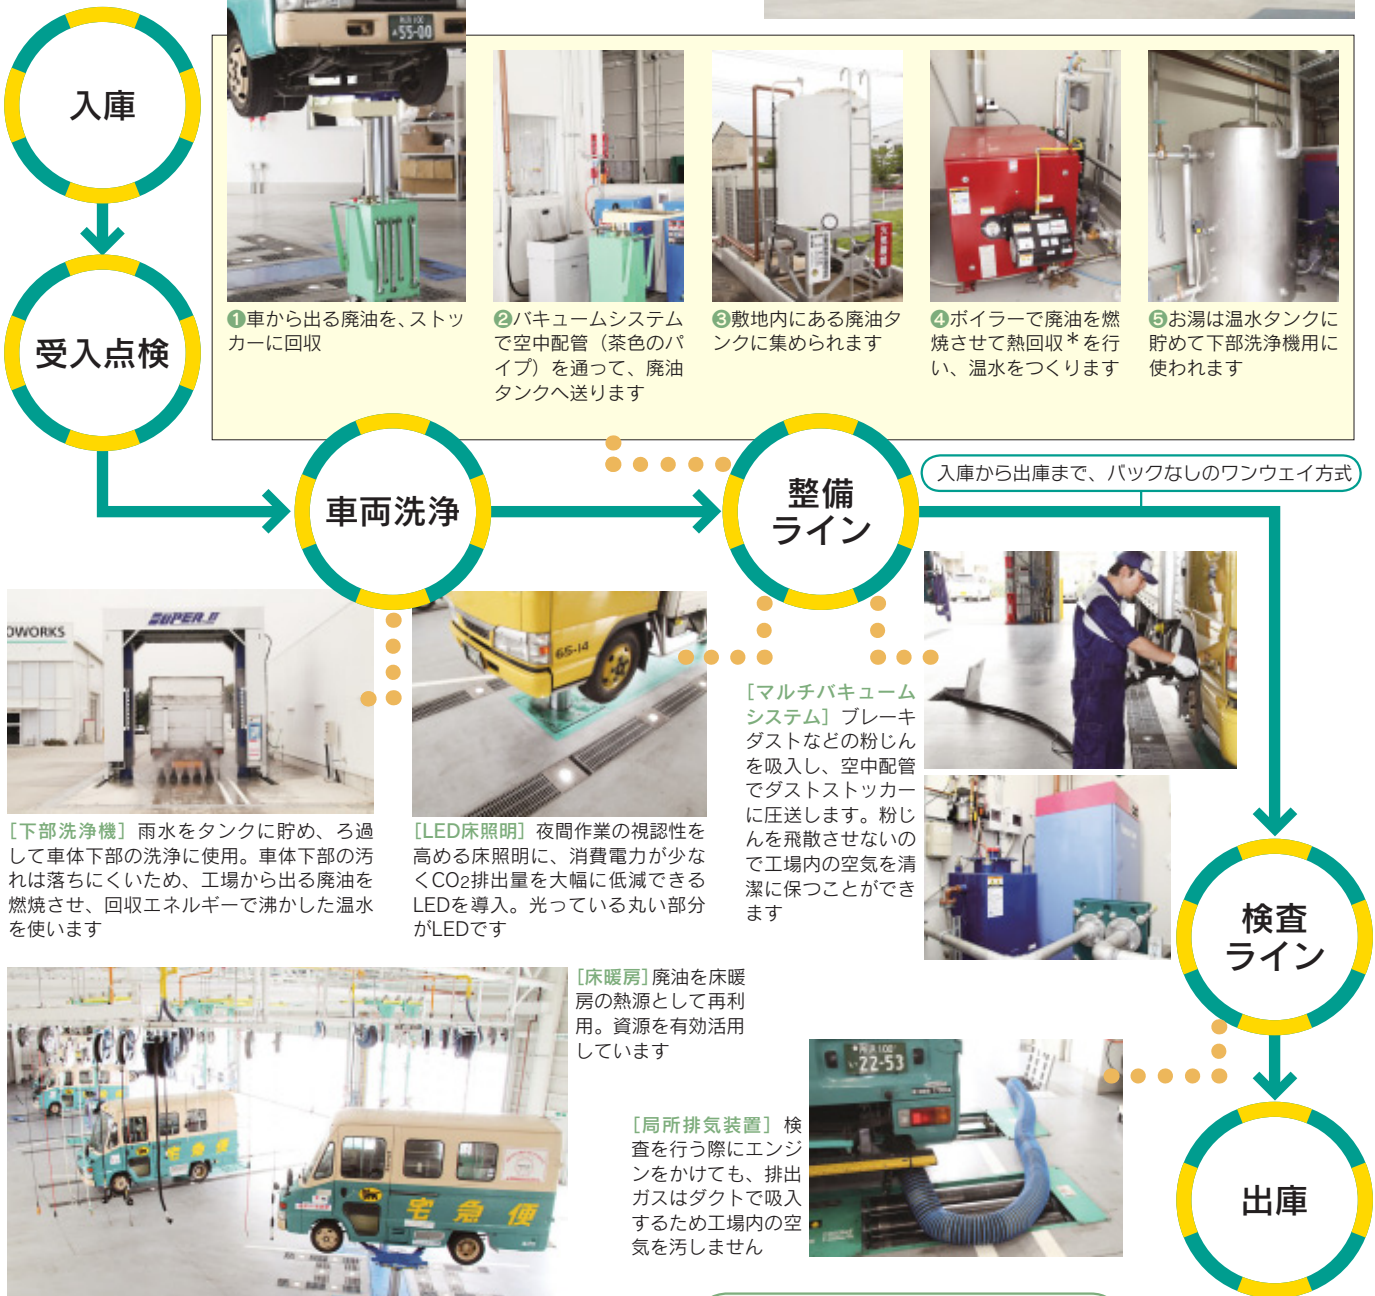 入庫
受入点検
55-00
❶車から出る廃油を、ストッ
カーに回収
❷バキュームシステム
で空中配管（茶色のパ
イプ）を通って、廃油
タンクへ送ります
❸敷地内にある廃油タ
ンクに集められます
❹ボイラーで廃油を燃
焼させて熱回収＊を行
い、温水をつくります
❺お湯は温水タンクに
貯めて下部洗浄機用に
使われます
車両洗浄
整備
ライン
入庫から出庫まで、バックなしのワンウェイ方式
OWORKS
SUPER II
65-14
［下部洗浄機］雨水をタンクに貯め、ろ過
して車体下部の洗浄に使用。車体下部の汚
れは落ちにくいため、工場から出る廃油を
燃焼させ、回収エネルギーで沸かした温水
を使います
［LED床照明］夜間作業の視認性を
高める床照明に、消費電力が少な
くCO2排出量を大幅に低減できる
LEDを導入。光っている丸い部分
がLEDです
［マルチバキューム
システム］ブレーキ
ダストなどの粉じん
を吸入し、空中配管
でダストストッカー
に圧送します。粉じ
んを飛散させないの
で工場内の空気を清
潔に保つことができ
ます
検査
ライン
［床暖房］廃油を床暖
房の熱源として再利
用。資源を有効活用
しています
宅急便
宅急便
［局所排気装置］検
査を行う際にエンジ
ンをかけても、排出
ガスはダクトで吸入
するため工場内の空
気を汚しません
22-53
出庫